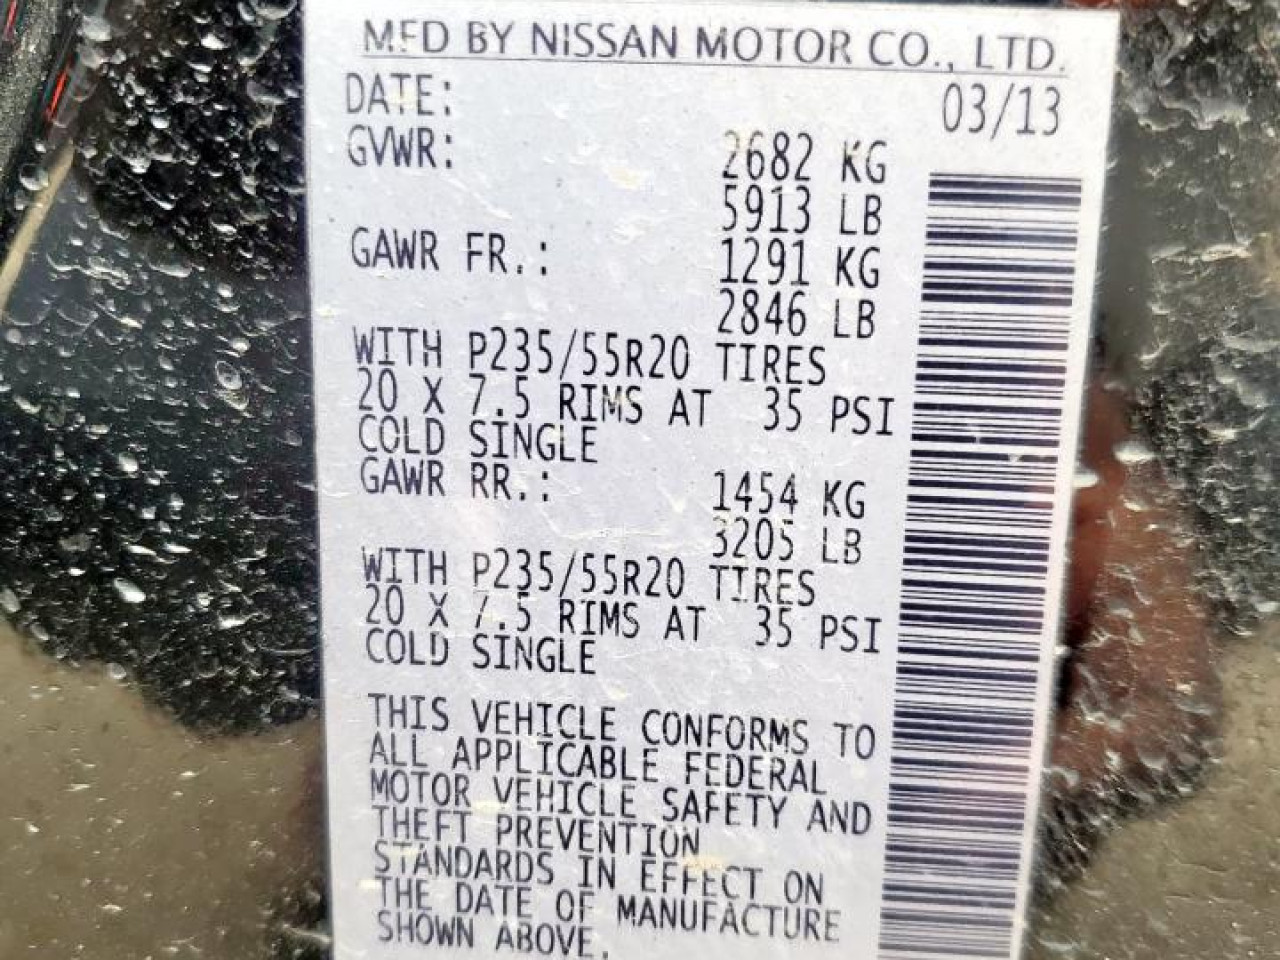 MFD BY NISSAN MOTOR CO., LTD.
DATE: 03/13
GVWR: 2682 KG
5913 LB
GAWR FR.: 1291 KG
2846 LB
WITH P235/55R20 TIRES
20 X 7.5 RIMS AT 35 PSI
COLD SINGLE
GAWR RR.: 1454 KG
3205 LB
WITH P235/55R20 TIRES
20 X 7.5 RIMS AT 35 PSI
COLD SINGLE
THIS VEHICLE CONFORMS TO
ALL APPLICABLE FEDERAL
MOTOR VEHICLE SAFETY AND
THEFT PREVENTION
STANDARDS IN EFFECT ON
THE DATE OF MANUFACTURE
SHOWN ABOVE.